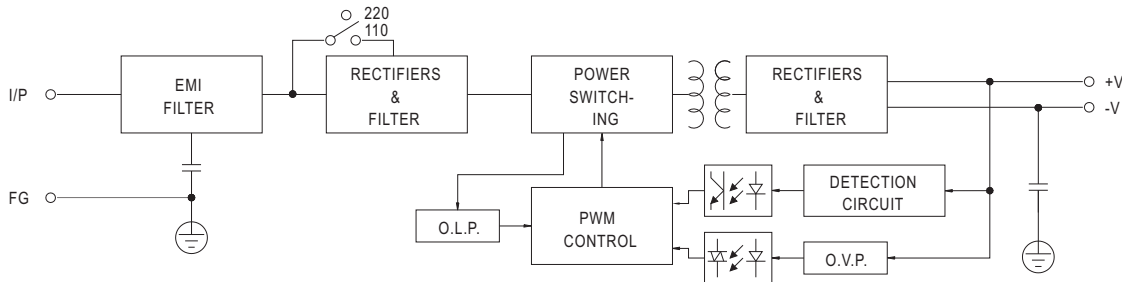 220
110
I/P
EMI
FILTER
RECTIFIERS
&
FILTER
POWER
SWITCH-
ING
RECTIFIERS
&
FILTER
+V
-V
FG
O.L.P.
PWM
CONTROL
DETECTION
CIRCUIT
O.V.P.